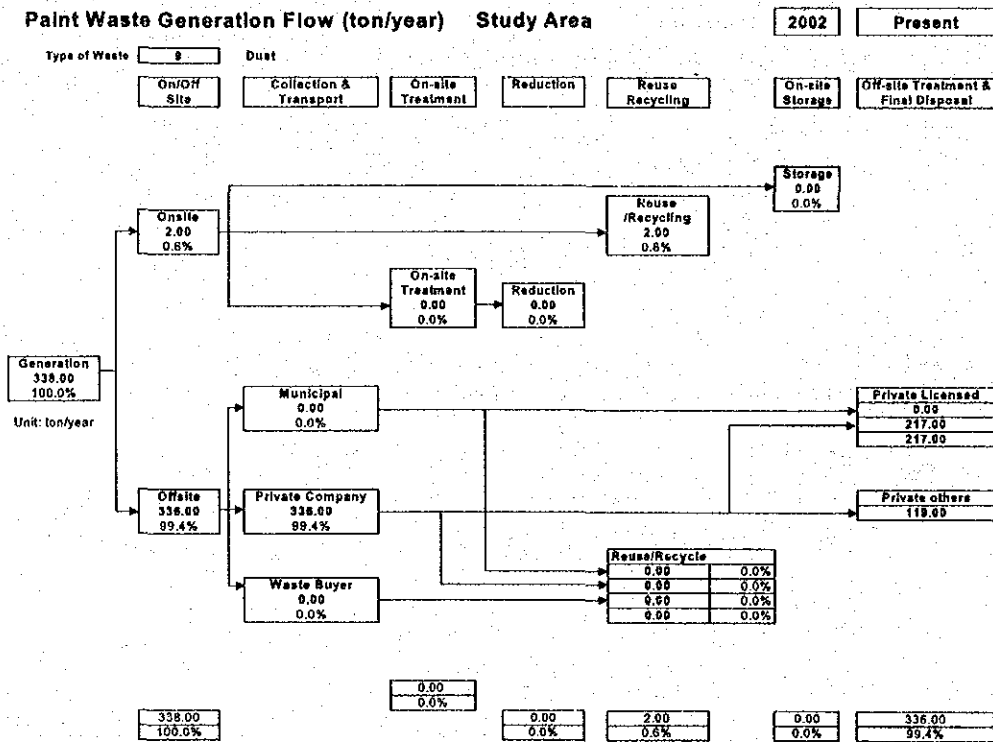 Paint Waste Generation Flow (ton/year) Study Area 2002 Present
Type of Waste 9 Dust
On/Off Site
Collection & Transport
On-site Treatment
Reduction
Reuse Recycling
On-site Storage
Off-site Treatment & Final Disposal
Storage
0.00
0.0%
Onsite
2.00
0.6%
Reuse
/Recycling
2.00
0.6%
On-site
Treatment
0.00
0.0%
Reduction
0.00
0.0%
Generation
338.00
100.0%
Unit: ton/year
Municipal
0.00
0.0%
Private Licensed
0.00
217.00
217.00
Offsite
336.00
99.4%
Private Company
336.00
99.4%
Private others
119.00
Reuse/Recycle
0.00 0.0%
0.00 0.0%
0.00 0.0%
0.00 0.0%
Waste Buyer
0.00
0.0%
0.00
0.0%
338.00
100.0%
0.00
0.0%
2.00
0.6%
0.00
0.0%
336.00
99.4%